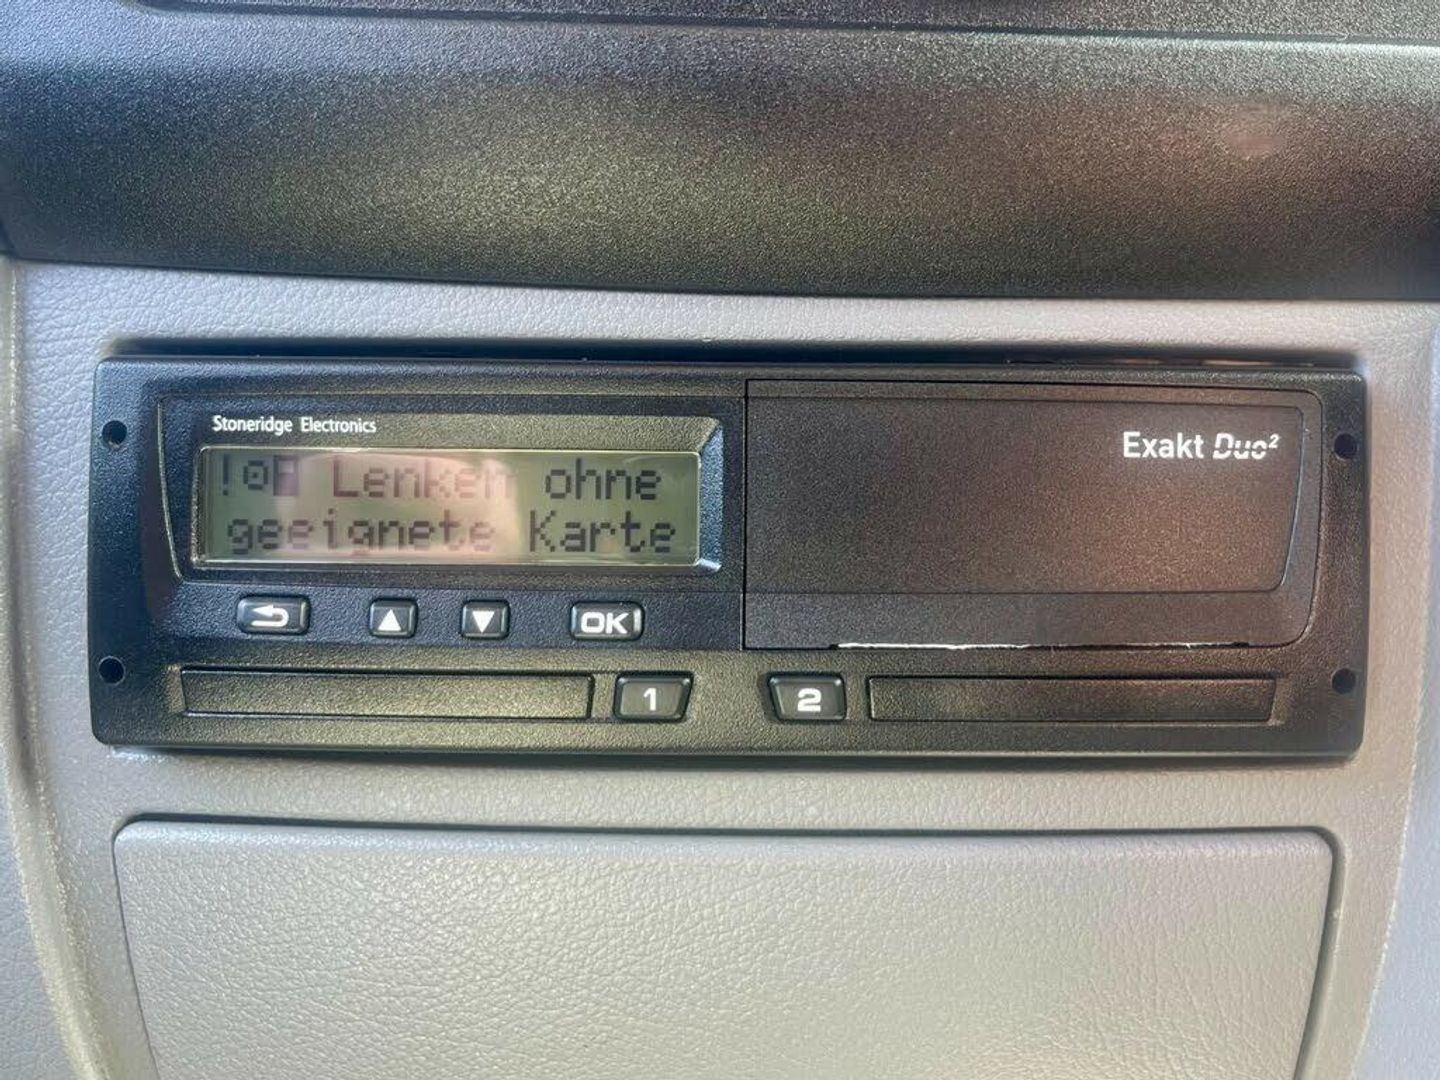 Stoneridge Electronics
! Lenken ohne
geeignete Karte
Exakt Duo²
OK
1
2